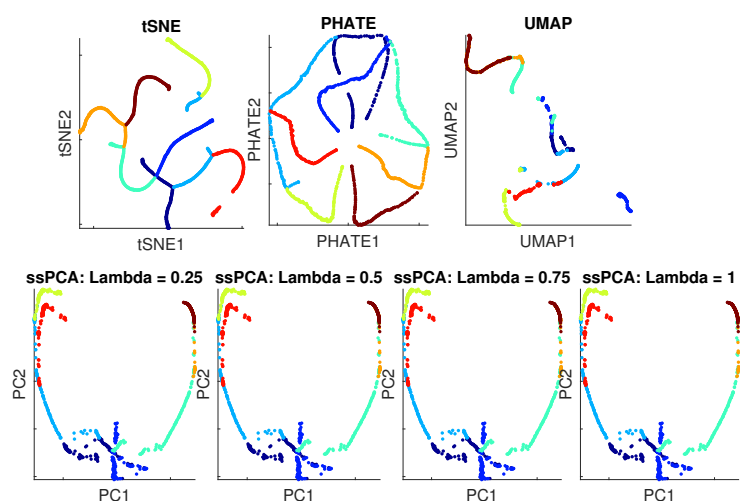 tSNE
PHATE
UMAP
tSNE2
PHATE2
UMAP2
tSNE1
PHATE1
UMAP1
ssPCA: Lambda = 0.25
ssPCA: Lambda = 0.5
ssPCA: Lambda = 0.75
ssPCA: Lambda = 1
PC2
PC2
PC2
PC2
PC1
PC1
PC1
PC1